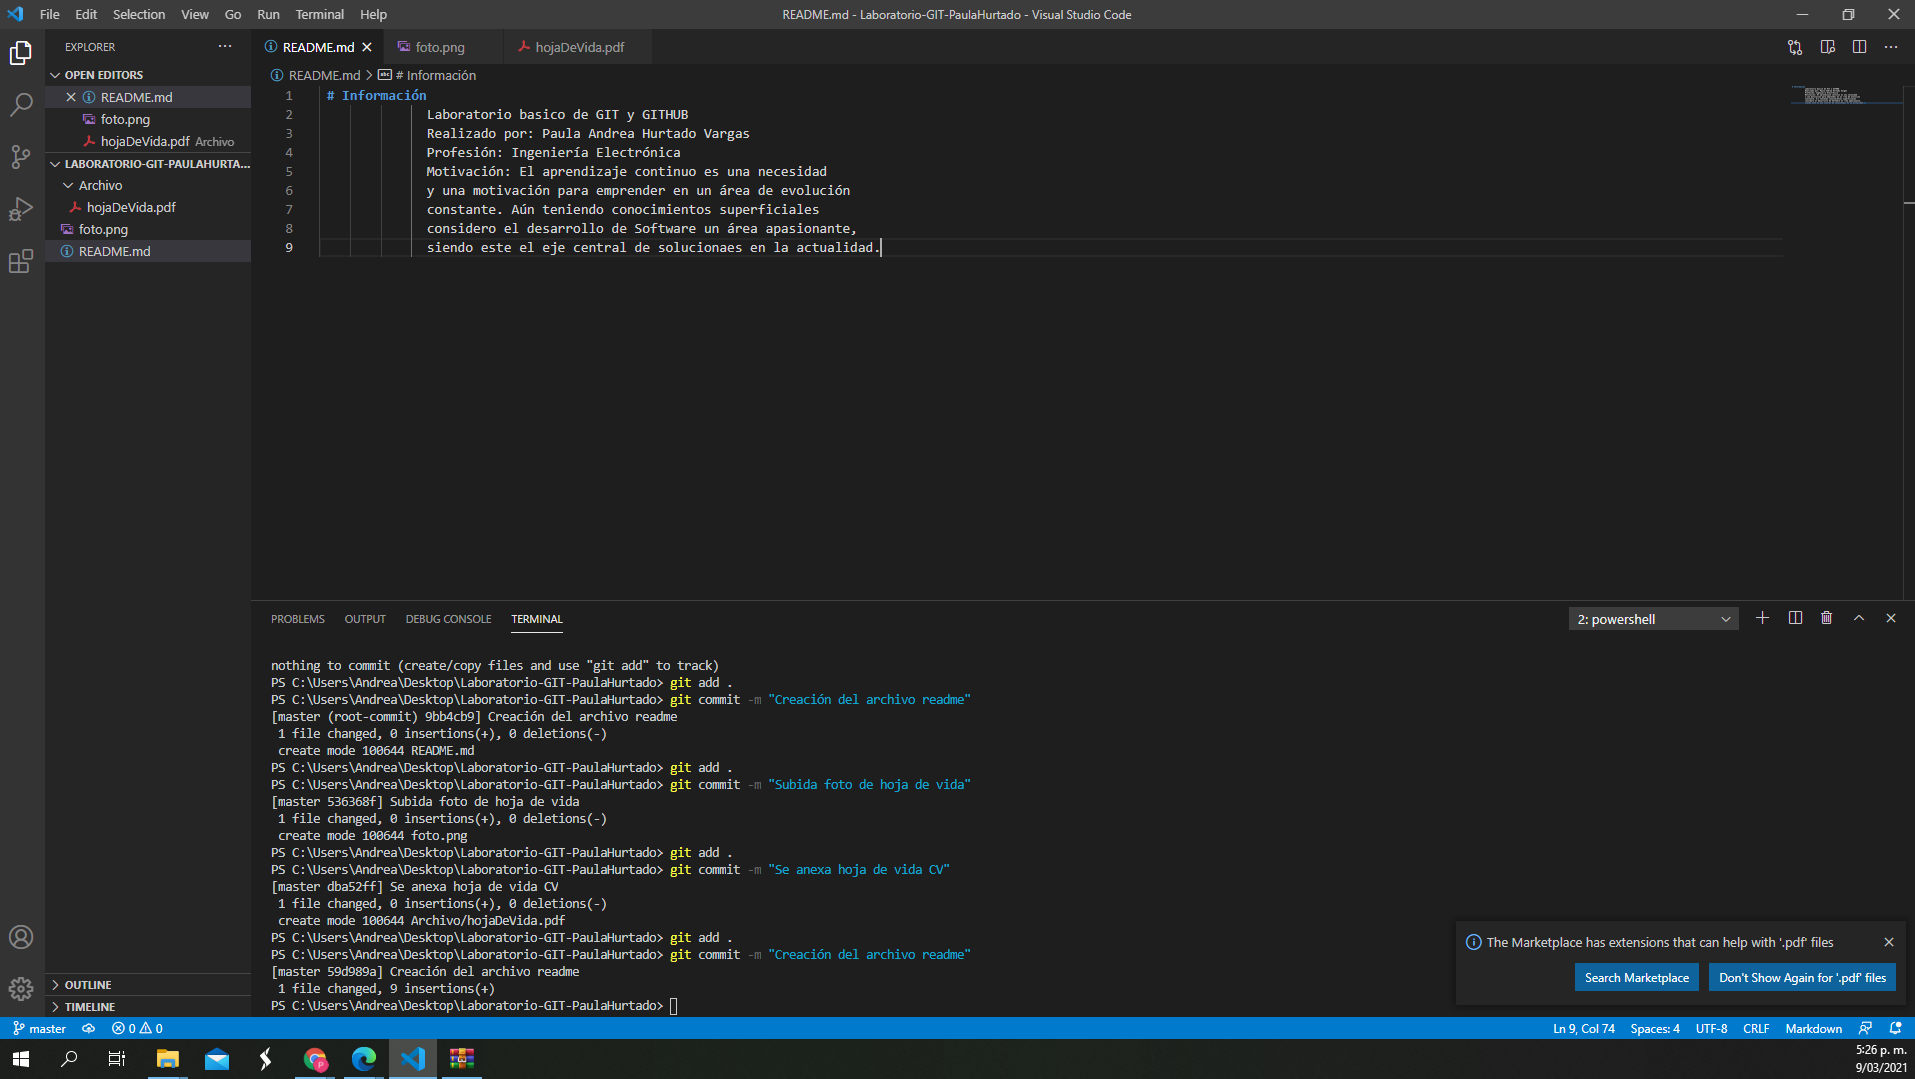 File Edit Selection View Go Run Terminal Help
README.md - Laboratorio-GIT-PaulaHurtado - Visual Studio Code
EXPLORER
OPEN EDITORS
README.md
foto.png
hojaDeVida.pdf Archivo
LABORATORIO-GIT-PAULAHURTA...
Archivo
hojaDeVida.pdf
foto.png
README.md
OUTLINE
TIMELINE
README.md foto.png hojaDeVida.pdf
README.md > # Información
1 # Información
2 Laboratorio basico de GIT y GITHUB
3 Realizado por: Paula Andrea Hurtado Vargas
4 Profesión: Ingeniería Electrónica
5 Motivación: El aprendizaje continuo es una necesidad
6 y una motivación para emprender en un área de evolución
7 constante. Aún teniendo conocimientos superficiales
8 considero el desarrollo de Software un área apasionante,
9 siendo este el eje central de solucionaes en la actualidad.
PROBLEMS OUTPUT DEBUG CONSOLE TERMINAL
2: powershell
nothing to commit (create/copy files and use "git add" to track)
PS C:\Users\Andrea\Desktop\Laboratorio-GIT-PaulaHurtado> git add .
PS C:\Users\Andrea\Desktop\Laboratorio-GIT-PaulaHurtado> git commit -m "Creación del archivo readme"
[master (root-commit) 9bb4cb9] Creación del archivo readme
1 file changed, 0 insertions(+), 0 deletions(-)
create mode 100644 README.md
PS C:\Users\Andrea\Desktop\Laboratorio-GIT-PaulaHurtado> git add .
PS C:\Users\Andrea\Desktop\Laboratorio-GIT-PaulaHurtado> git commit -m "Subida foto de hoja de vida"
[master 536368f] Subida foto de hoja de vida
1 file changed, 0 insertions(+), 0 deletions(-)
create mode 100644 foto.png
PS C:\Users\Andrea\Desktop\Laboratorio-GIT-PaulaHurtado> git add .
PS C:\Users\Andrea\Desktop\Laboratorio-GIT-PaulaHurtado> git commit -m "Se anexa hoja de vida CV"
[master dba52ff] Se anexa hoja de vida CV
1 file changed, 0 insertions(+), 0 deletions(-)
create mode 100644 Archivo/hojaDeVida.pdf
PS C:\Users\Andrea\Desktop\Laboratorio-GIT-PaulaHurtado> git add .
PS C:\Users\Andrea\Desktop\Laboratorio-GIT-PaulaHurtado> git commit -m "Creación del archivo readme"
[master 59d989a] Creación del archivo readme
1 file changed, 9 insertions(+)
PS C:\Users\Andrea\Desktop\Laboratorio-GIT-PaulaHurtado>
The Marketplace has extensions that can help with '.pdf' files
Search Marketplace Don't Show Again for '.pdf' files
master 0 0 Ln 9, Col 74 Spaces: 4 UTF-8 CRLF Markdown
5:26 p. m.
9/03/2021